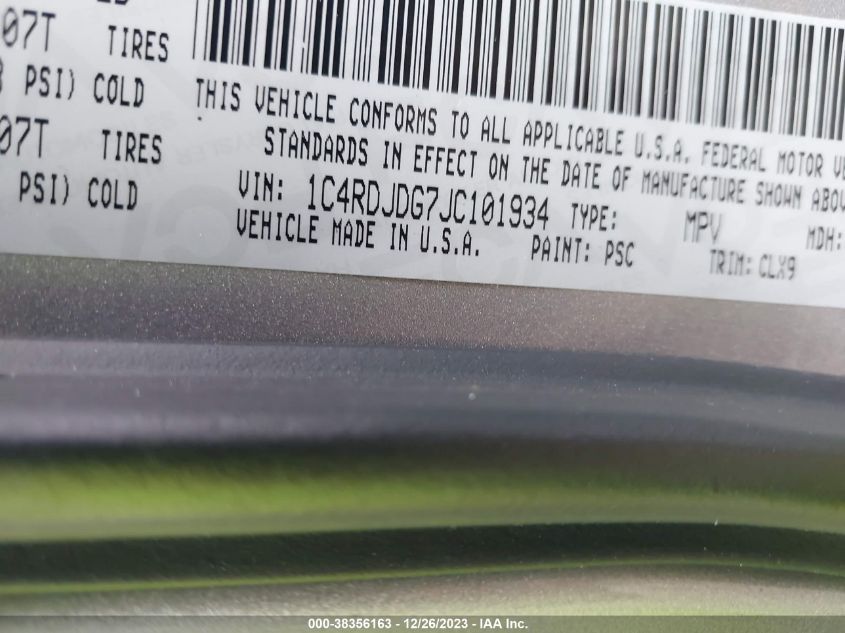 07T TIRES
PSI) COLD
07T TIRES
PSI) COLD
THIS VEHICLE CONFORMS TO ALL APPLICABLE U.S.A. FEDERAL MOTOR
STANDARDS IN EFFECT ON THE DATE OF MANUFACTURE SHOWN
VIN: 1C4RDJDG7JC101934 TYPE: MPV MDH:
VEHICLE MADE IN U.S.A. PAINT: PSC TRIM: CLX9
000-38356163 - 12/26/2023 - IAA Inc.